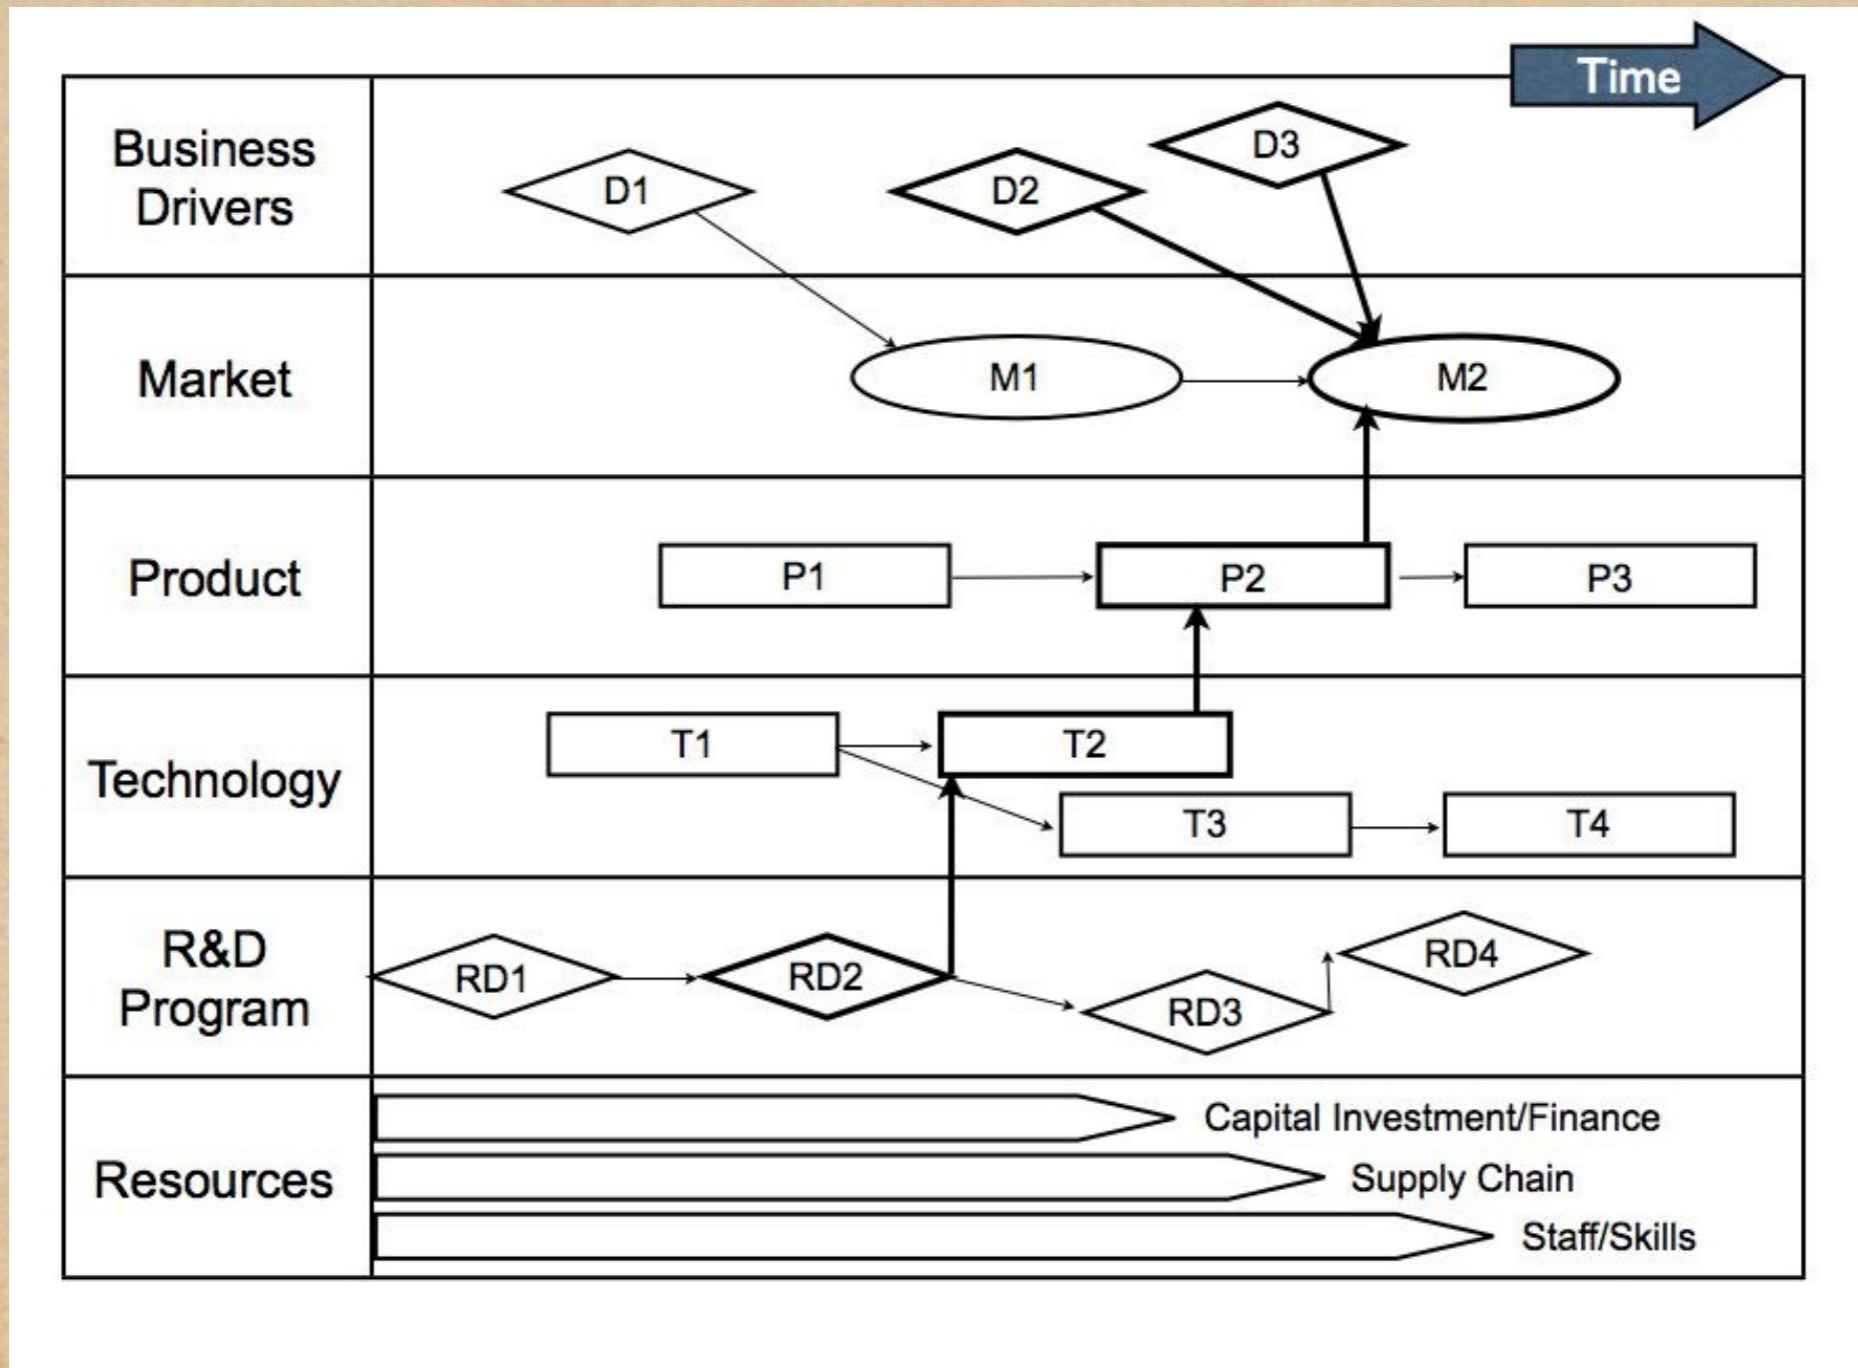 Time
Business
Drivers
D1
D2
D3
Market
M1
M2
Product
P1
P2
P3
Technology
T1
T2
T3
T4
R&D
Program
RD1
RD2
RD3
RD4
Resources
Capital Investment/Finance
Supply Chain
Staff/Skills